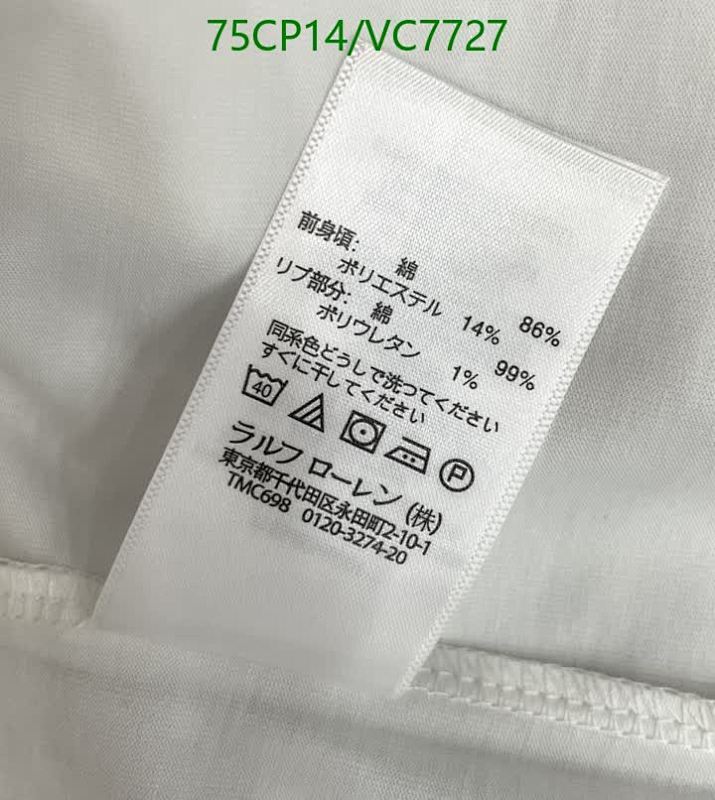 75CP14/VC7727
前身頃: 綿 86%
ポリエステル 14%
リブ部分: 綿 99%
ポリウレタン 1%
同系色どうしで洗つてください
すぐに干してください
40 P
ラルフ ローレン (株)
東京都千代田区永田町2-10-1
TMC698 0120-3274-20